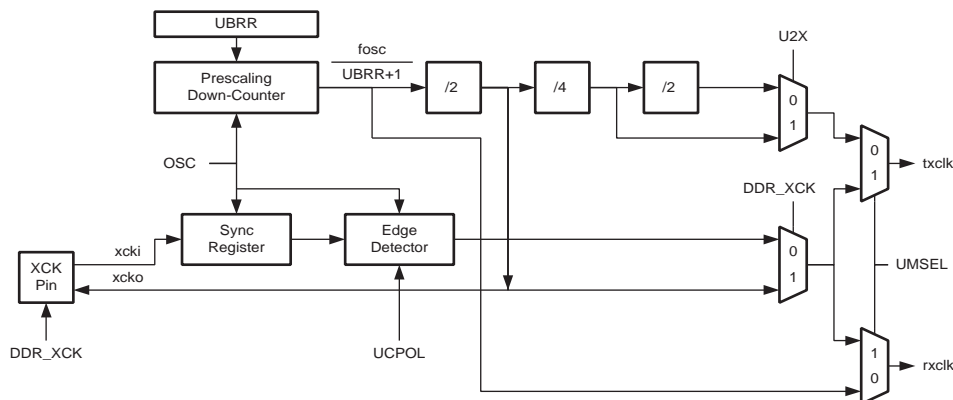 UBRR
fosc
UBRR+1
U2X
Prescaling
Down-Counter
/2
/4
/2
0
1
OSC
0
1
txclk
DDR_XCK
Sync
Register
Edge
Detector
0
1
xcki
XCK
Pin
xcko
UMSEL
DDR_XCK
UCPOL
1
0
rxclk